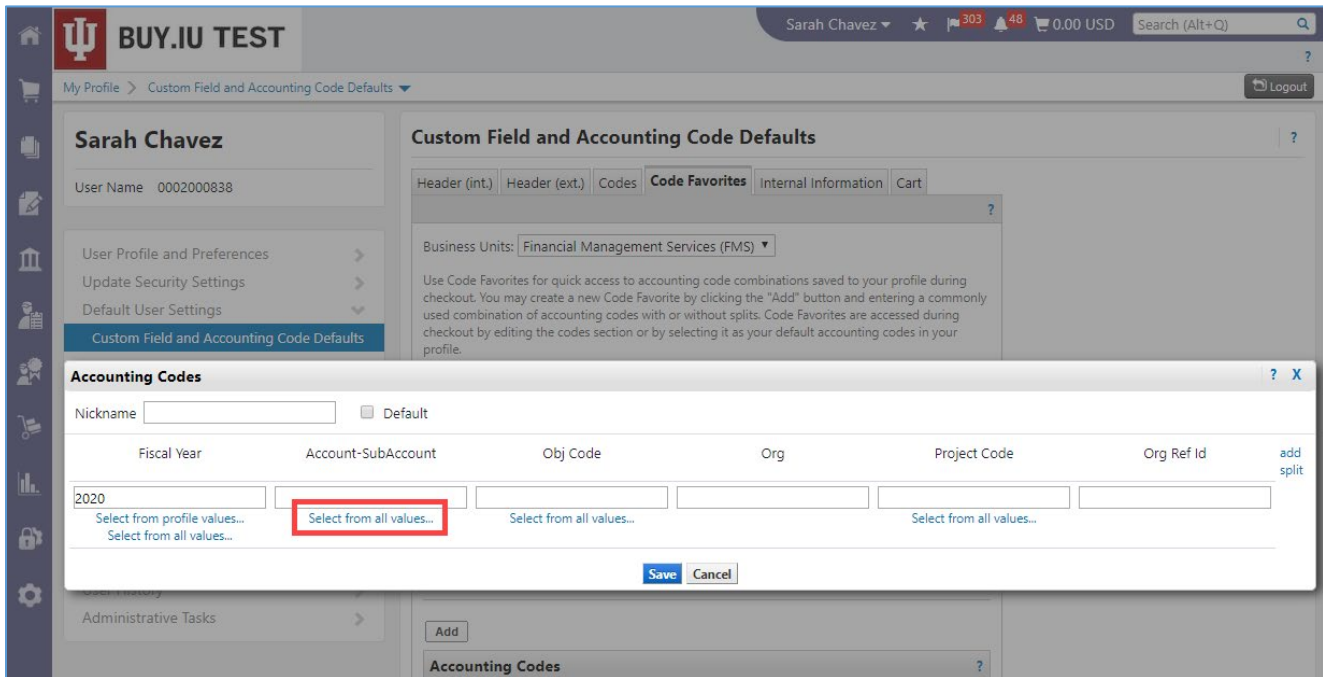 BUY.IU TEST
Sarah Chavez
303
48
0.00 USD
Search (Alt+Q)
?
My Profile > Custom Field and Accounting Code Defaults
Logout
Sarah Chavez
User Name 0002000838
User Profile and Preferences
Update Security Settings
Default User Settings
Custom Field and Accounting Code Defaults
Custom Field and Accounting Code Defaults
?
Header (int.) Header (ext.) Codes Code Favorites Internal Information Cart
?
Business Units: Financial Management Services (FMS)
Use Code Favorites for quick access to accounting code combinations saved to your profile during
checkout. You may create a new Code Favorite by clicking the "Add" button and entering a commonly
used combination of accounting codes with or without splits. Code Favorites are accessed during
checkout by editing the codes section or by selecting it as your default accounting codes in your
profile.
Accounting Codes
? X
Nickname
Default
Fiscal Year Account-SubAccount Obj Code Org Project Code Org Ref Id add
split
2020
Select from profile values... Select from all values... Select from all values... Select from all values...
Select from all values...
Save Cancel
User History
Administrative Tasks
Add
Accounting Codes
?